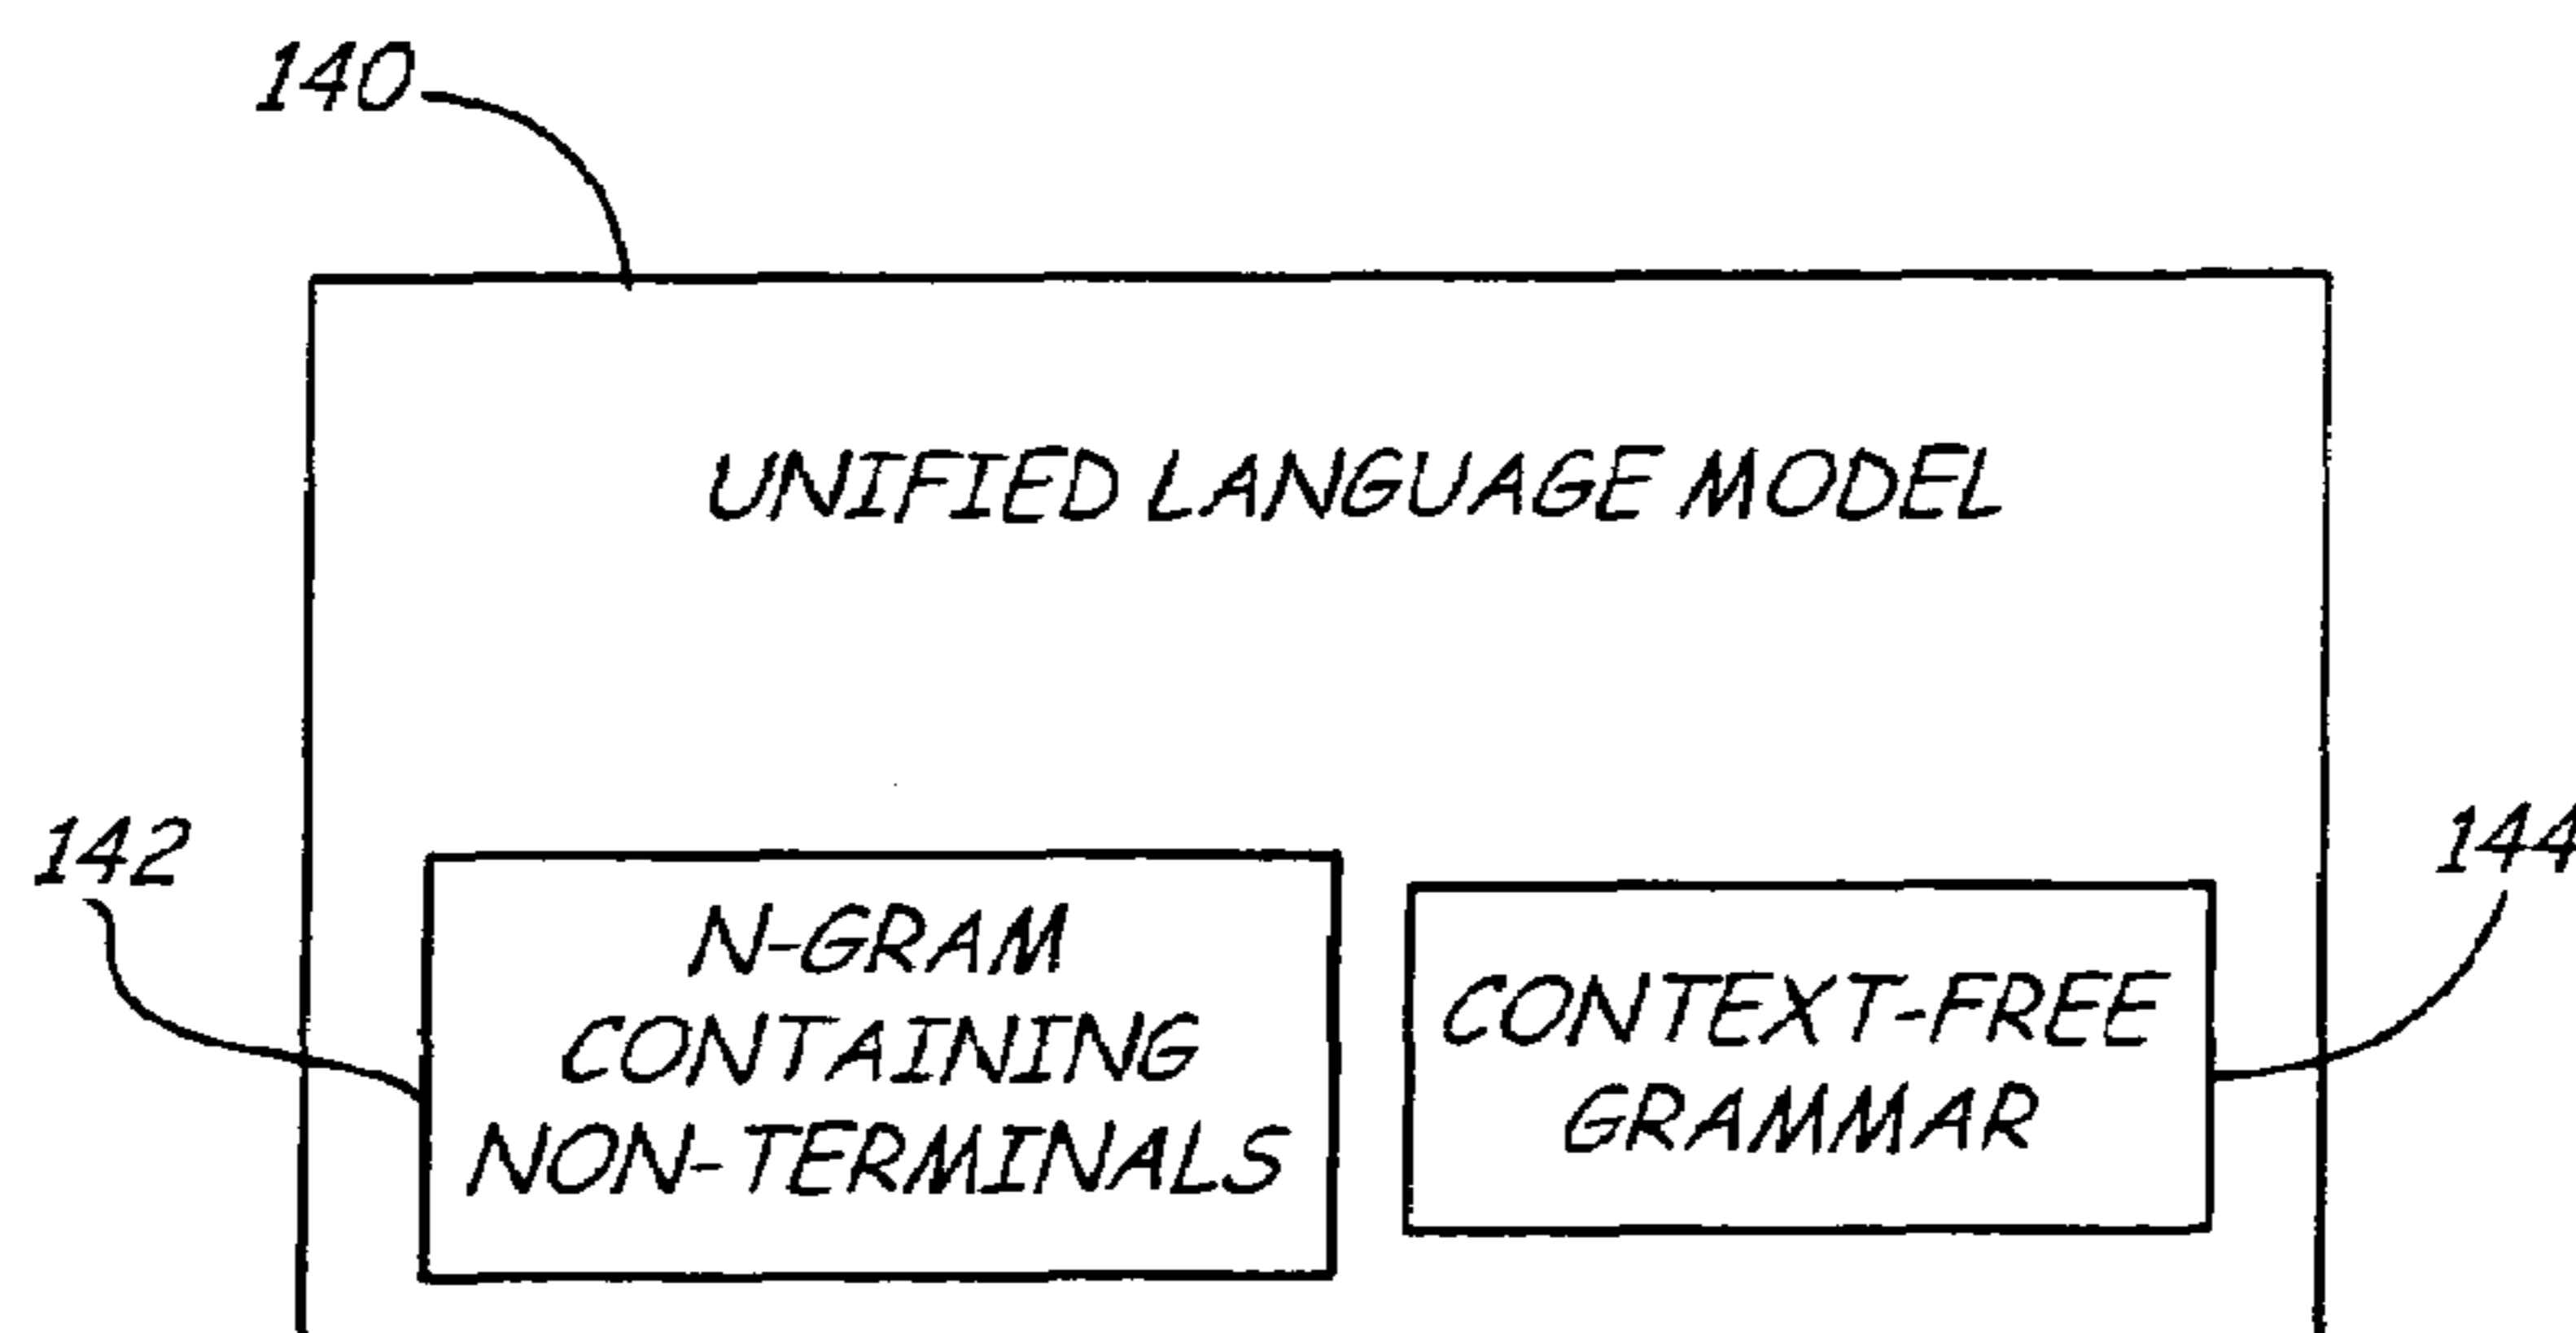 140
UNIFIED LANGUAGE MODEL
142
144
N-GRAM
CONTAINING
NON-TERMINALS
CONTEXT-FREE
GRAMMAR